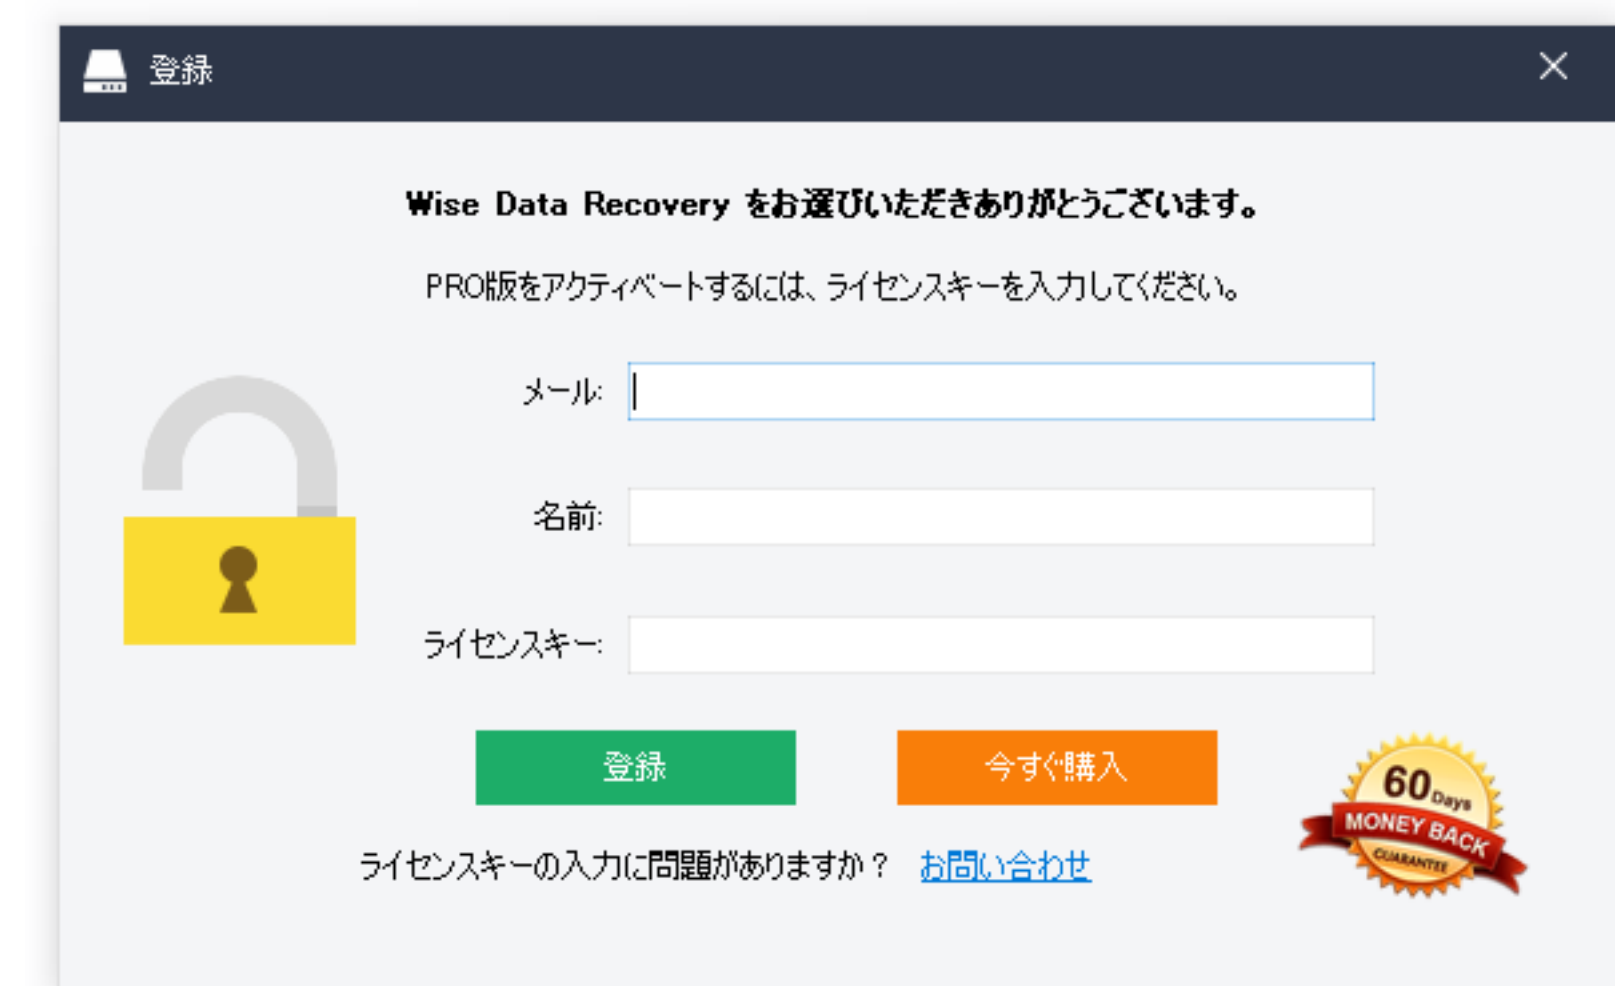 登録
Wise Data Recovery をお選びいただきありがとうございます。
PRO版をアクティベートするには、ライセンスキーを入力してください。
メール:
名前:
ライセンスキー:
登録
今すぐ購入
60 Days
MONEY BACK
GUARANTEE
ライセンスキーの入力に問題がありますか？ お問い合わせ